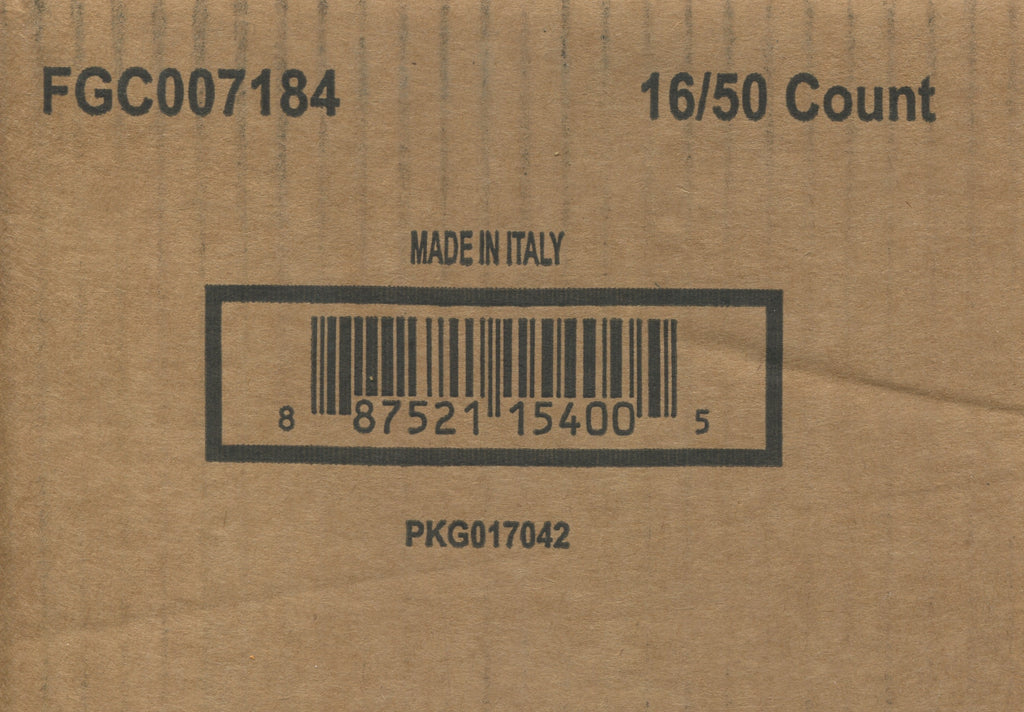 FGC007184 16/50 Count
MADE IN ITALY
8 87521 15400 5
PKG017042